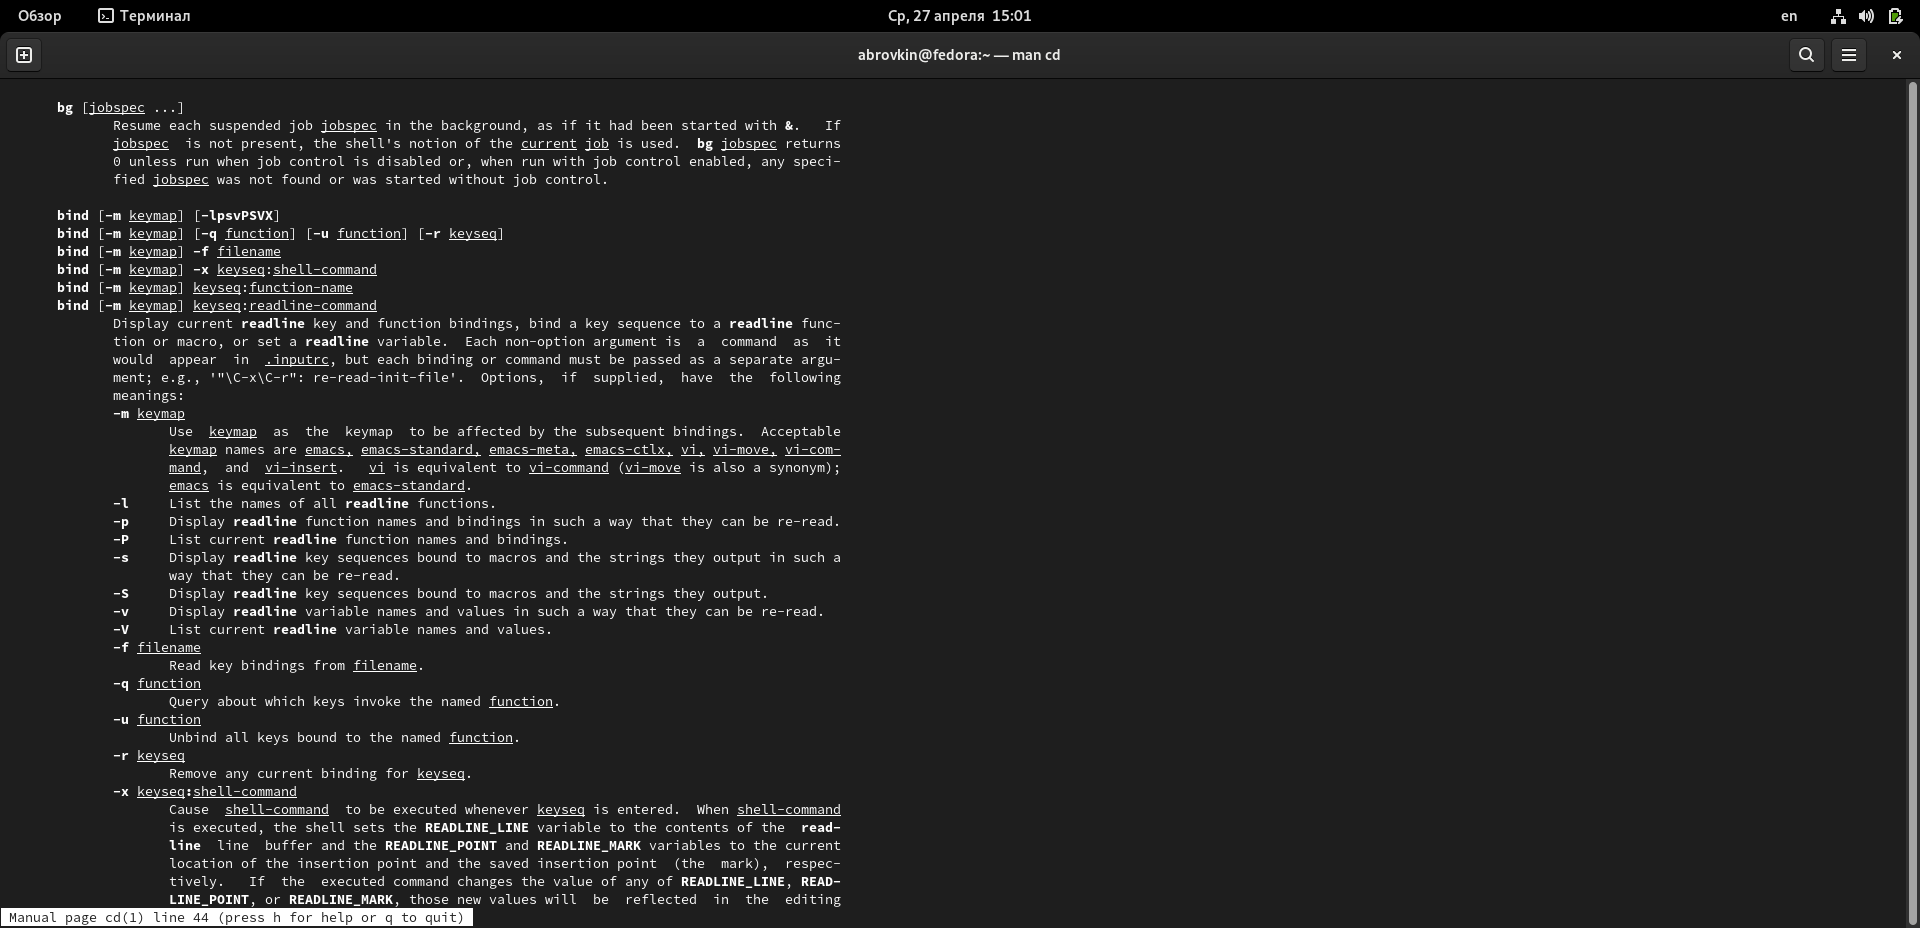 Обзор Терминал Ср, 27 апреля 15:01 en
abrovkin@fedora:~ — man cd
bg [jobspec ...]
Resume each suspended job jobspec in the background, as if it had been started with &.  If
jobspec  is not present, the shell's notion of the current job is used.  bg jobspec returns
0 unless run when job control is disabled or, when run with job control enabled, any speci-
fied jobspec was not found or was started without job control.
bind [-m keymap] [-lpsvPSVX]
bind [-m keymap] [-q function] [-u function] [-r keyseq]
bind [-m keymap] -f filename
bind [-m keymap] -x keyseq:shell-command
bind [-m keymap] keyseq:function-name
bind [-m keymap] keyseq:readline-command
Display current readline key and function bindings, bind a key sequence to a readline func-
tion or macro, or set a readline variable.  Each non-option argument is  a  command  as  it
would  appear  in  .inputrc, but each binding or command must be passed as a separate argu-
ment; e.g., '"\C-x\C-r": re-read-init-file'.  Options,  if  supplied,  have  the  following
meanings:
-m keymap
Use  keymap  as  the  keymap  to be affected by the subsequent bindings.  Acceptable
keymap names are emacs, emacs-standard, emacs-meta, emacs-ctlx, vi, vi-move, vi-com-
mand,  and  vi-insert.   vi is equivalent to vi-command (vi-move is also a synonym);
emacs is equivalent to emacs-standard.
-l     List the names of all readline functions.
-p     Display readline function names and bindings in such a way that they can be re-read.
-P     List current readline function names and bindings.
-s     Display readline key sequences bound to macros and the strings they output in such a
way that they can be re-read.
-S     Display readline key sequences bound to macros and the strings they output.
-v     Display readline variable names and values in such a way that they can be re-read.
-V     List current readline variable names and values.
-f filename
Read key bindings from filename.
-q function
Query about which keys invoke the named function.
-u function
Unbind all keys bound to the named function.
-r keyseq
Remove any current binding for keyseq.
-x keyseq:shell-command
Cause  shell-command  to be executed whenever keyseq is entered.  When shell-command
is executed, the shell sets the READLINE_LINE variable to the contents of the  read-
line  line  buffer and the READLINE_POINT and READLINE_MARK variables to the current
location of the insertion point and the saved insertion point  (the  mark),  respec-
tively.   If  the  executed command changes the value of any of READLINE_LINE, READ-
LINE_POINT, or READLINE_MARK, those new values will  be  reflected  in  the  editing
Manual page cd(1) line 44 (press h for help or q to quit)